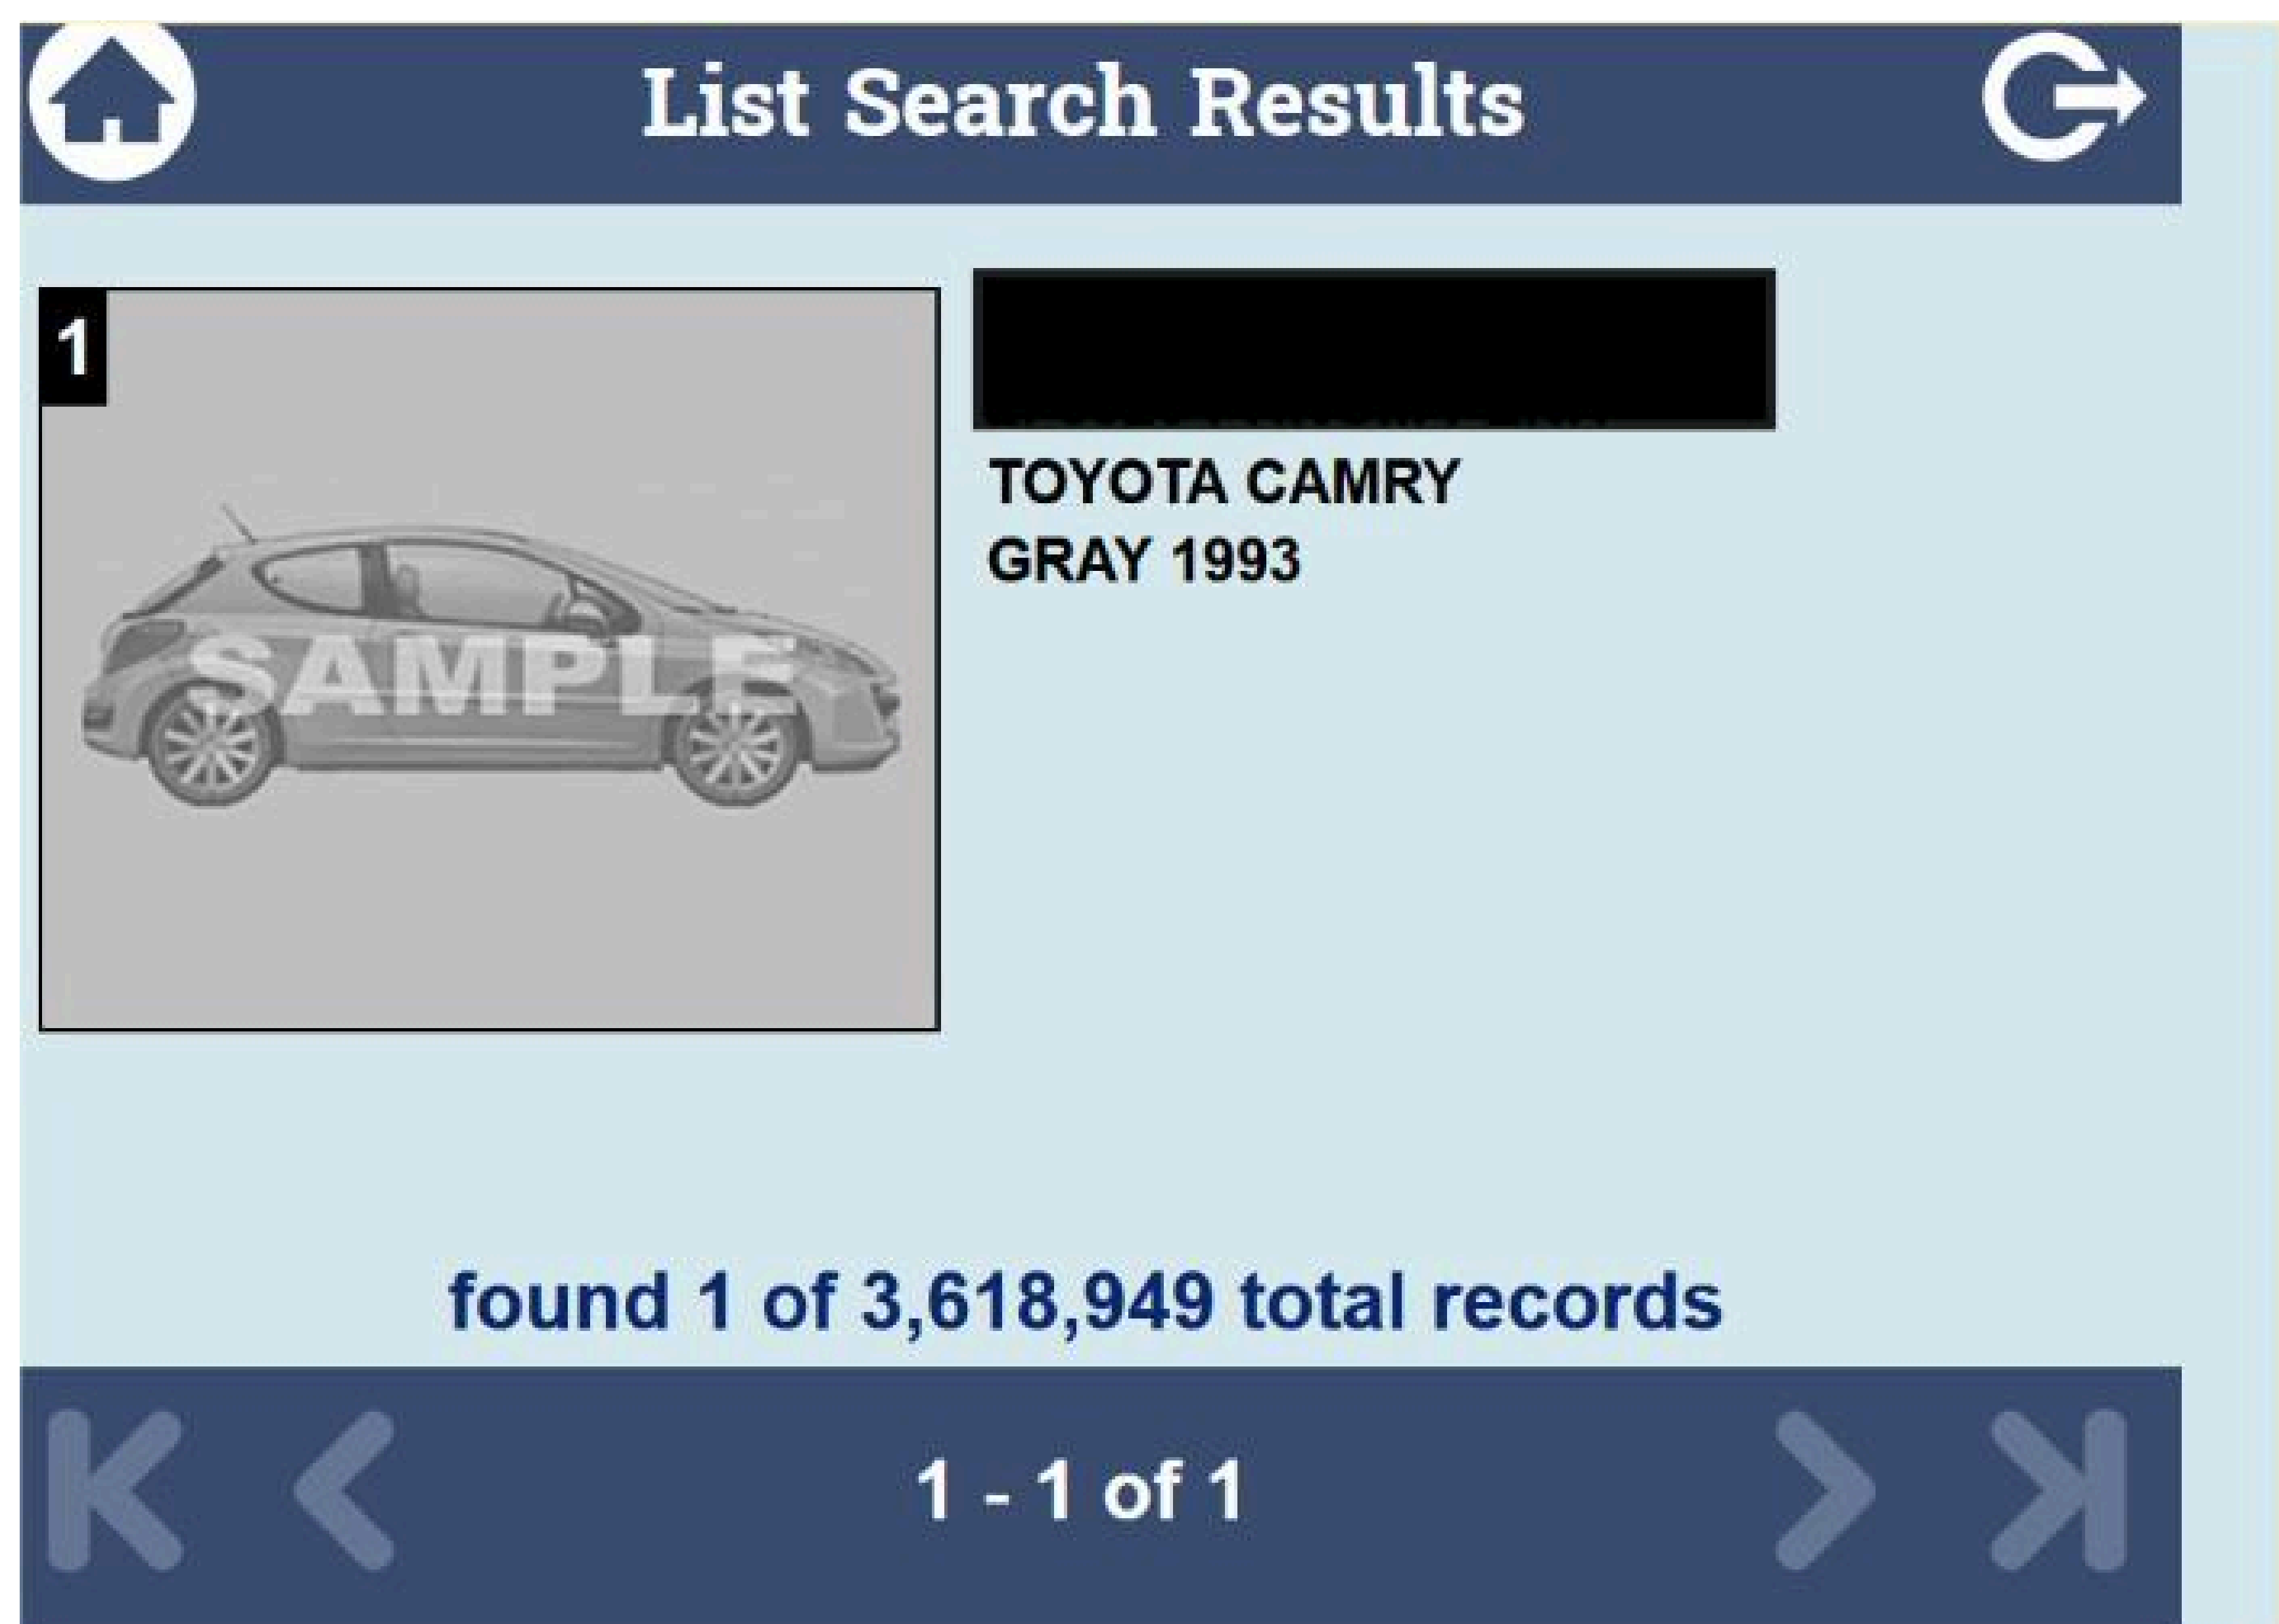 List Search Results
1
TOYOTA CAMRY
GRAY 1993
SAMPLE
found 1 of 3,618,949 total records
1 - 1 of 1